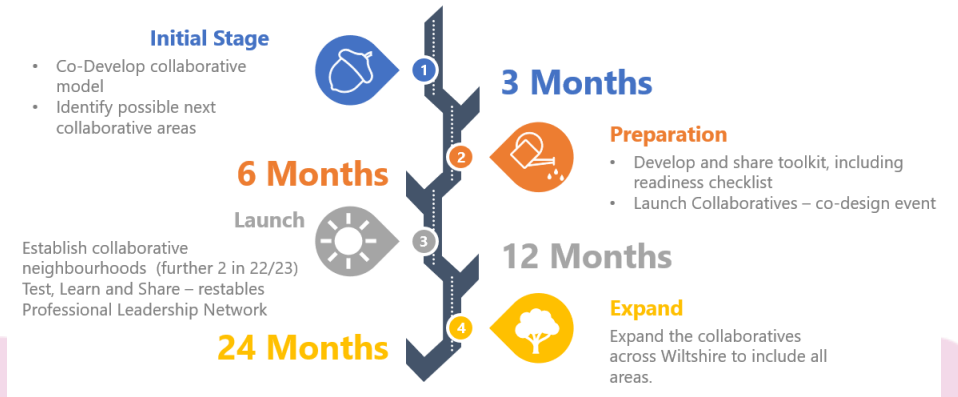 Initial Stage
• Co-Develop collaborative
model
• Identify possible next
collaborative areas
1
3 Months
Preparation
• Develop and share toolkit, including
readiness checklist
• Launch Collaboratives – co-design event
2
6 Months
Launch
Establish collaborative
neighbourhoods (further 2 in 22/23)
Test, Learn and Share – restables
Professional Leadership Network
3
12 Months
Expand
Expand the collaboratives
across Wiltshire to include all
areas.
4
24 Months